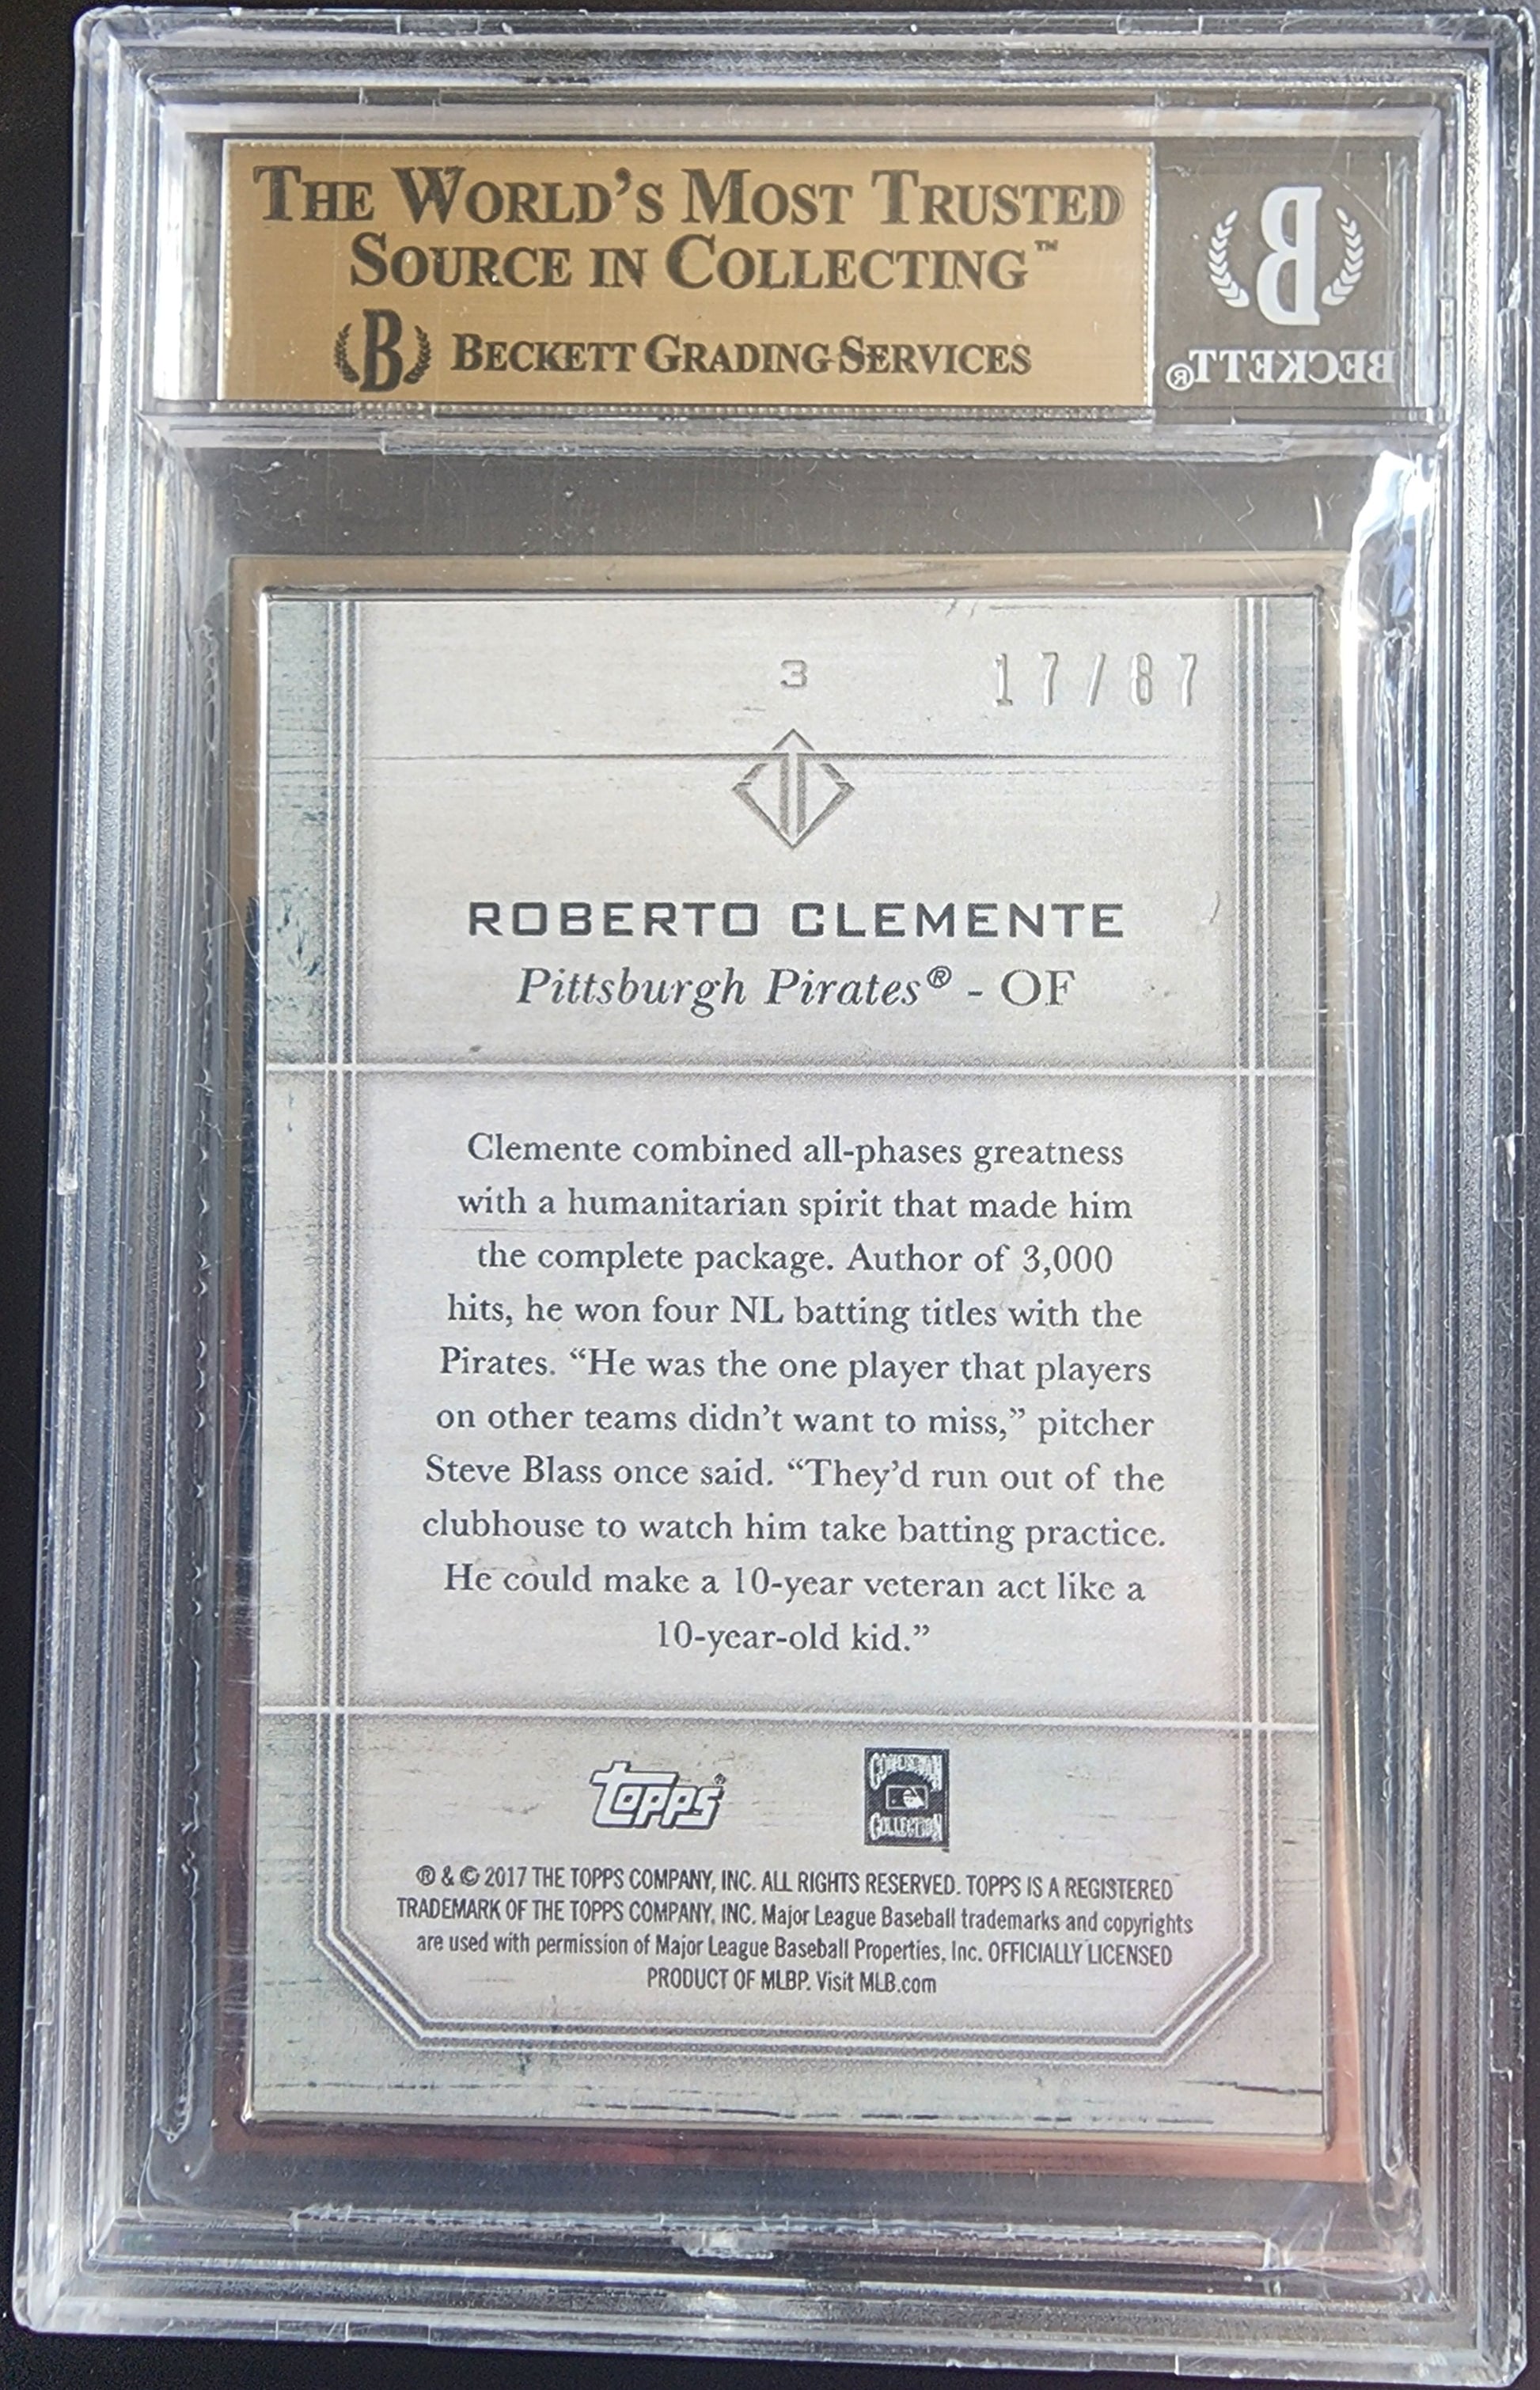 THE WORLD'S MOST TRUSTED
SOURCE IN COLLECTING™
B BECKETT GRADING SERVICES
B
BECKETT®
3
17/87
ROBERTO CLEMENTE
Pittsburgh Pirates® - OF
Clemente combined all-phases greatness
with a humanitarian spirit that made him
the complete package. Author of 3,000
hits, he won four NL batting titles with the
Pirates. “He was the one player that players
on other teams didn’t want to miss,” pitcher
Steve Blass once said. “They’d run out of the
clubhouse to watch him take batting practice.
He could make a 10-year veteran act like a
10-year-old kid.”
topps®
COOPERSTOWN
COLLECTION
® & © 2017 THE TOPPS COMPANY, INC. ALL RIGHTS RESERVED. TOPPS IS A REGISTERED
TRADEMARK OF THE TOPPS COMPANY, INC. Major League Baseball trademarks and copyrights
are used with permission of Major League Baseball Properties, Inc. OFFICIALLY LICENSED
PRODUCT OF MLBP. Visit MLB.com